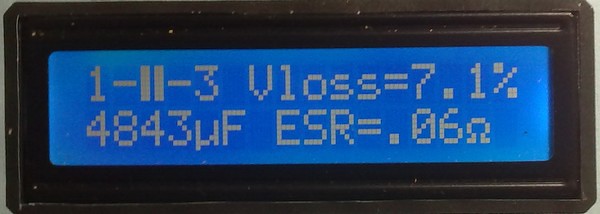 1-||-3 Vloss=7.1%
4843µF ESR=.06Ω